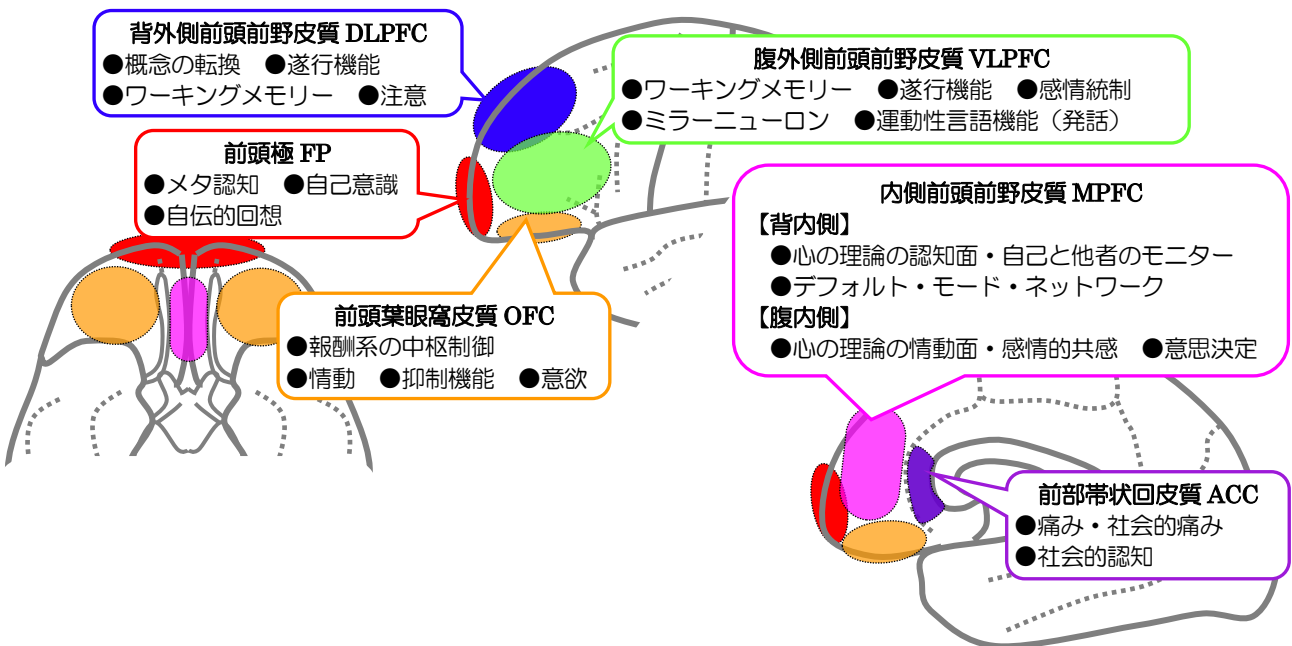 背外側前頭前野皮質 DLPFC
●概念の転換　●遂行機能
●ワーキングメモリー　●注意
腹外側前頭前野皮質 VLPFC
●ワーキングメモリー　●遂行機能　●感情統制
●ミラーニューロン　●運動性言語機能（発話）
前頭極 FP
●メタ認知　●自己意識
●自伝的回想
内側前頭前野皮質 MPFC
【背内側】
●心の理論の認知面・自己と他者のモニター
●デフォルト・モード・ネットワーク
【腹内側】
●心の理論の情動面・感情的共感　●意思決定
前頭葉眼窩皮質 OFC
●報酬系の中枢制御
●情動　●抑制機能　●意欲
前部帯状回皮質 ACC
●痛み・社会的痛み
●社会的認知